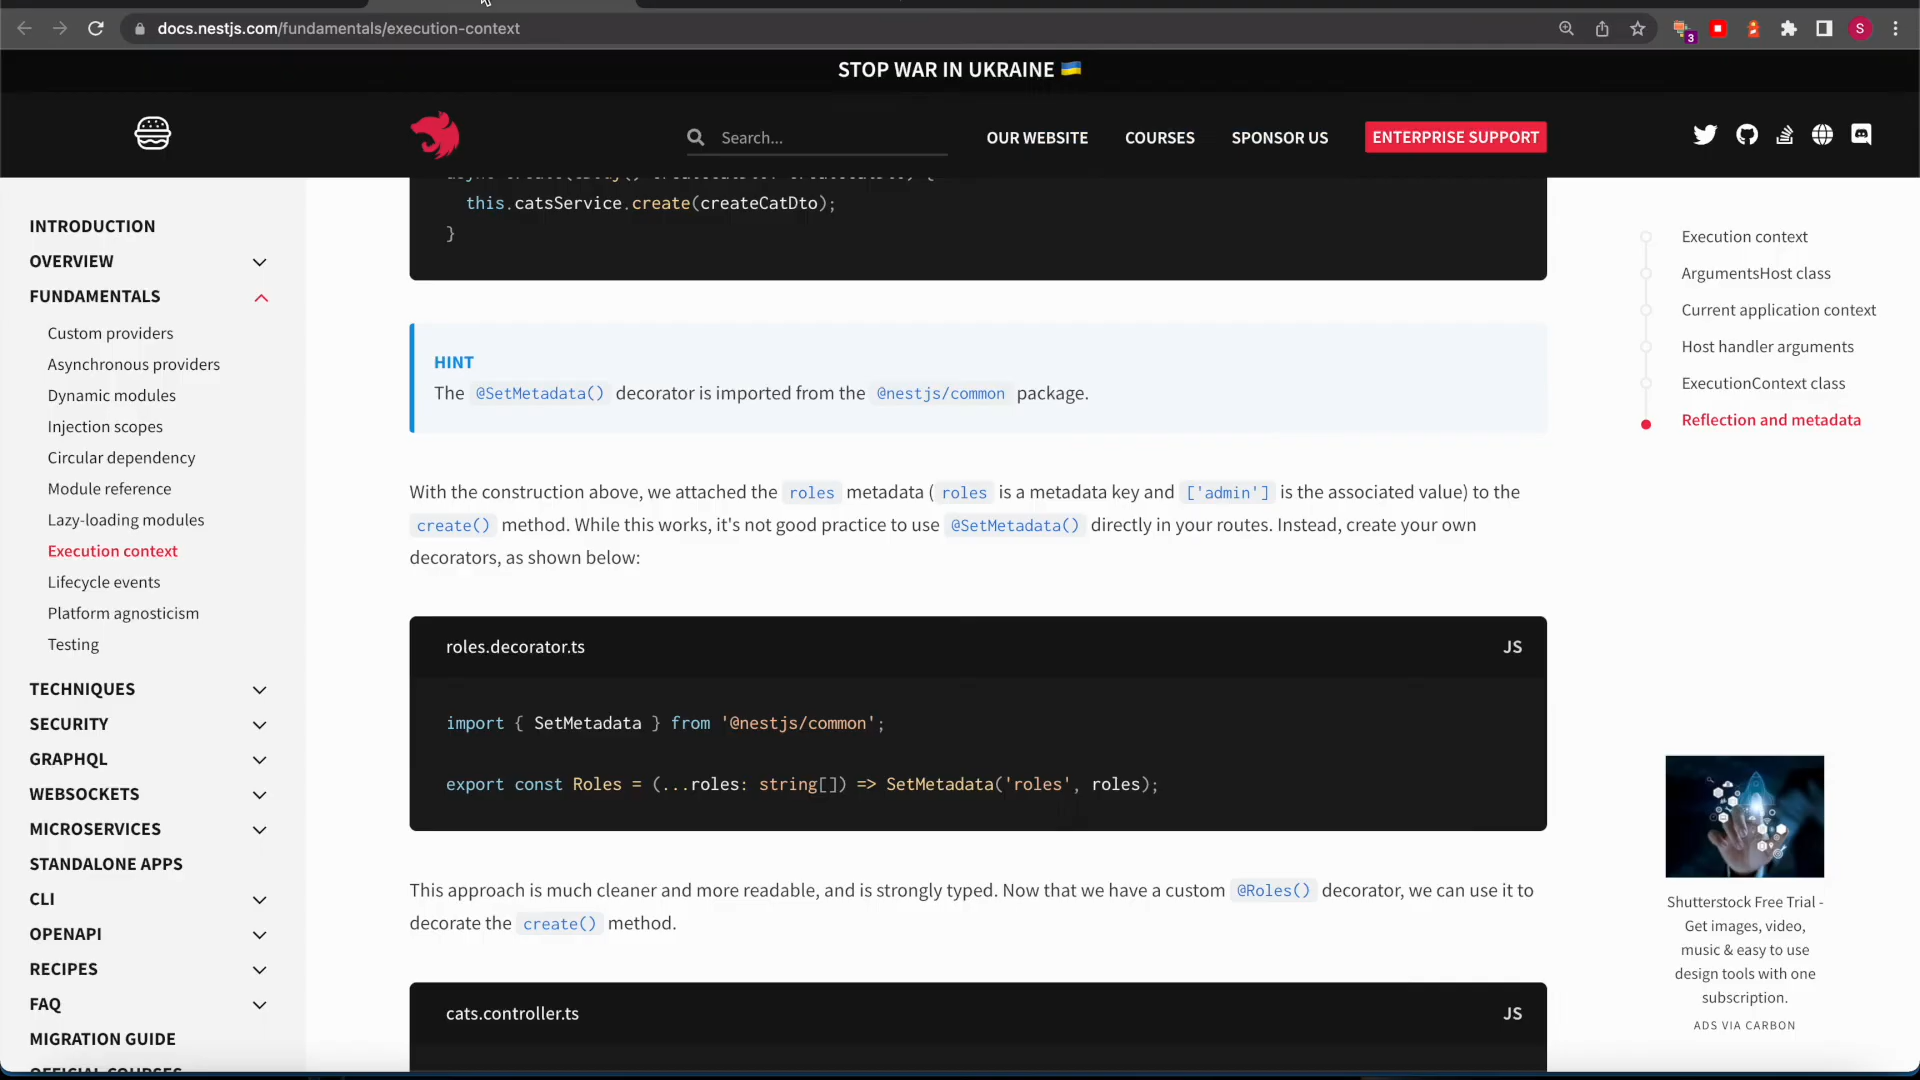 docs.nestjs.com/fundamentals/execution-context
3
S
STOP WAR IN UKRAINE 🇺🇦
Search...
OUR WEBSITE
COURSES
SPONSOR US
ENTERPRISE SUPPORT
INTRODUCTION
OVERVIEW
FUNDAMENTALS
Custom providers
Asynchronous providers
Dynamic modules
Injection scopes
Circular dependency
Module reference
Lazy-loading modules
Execution context
Lifecycle events
Platform agnosticism
Testing
TECHNIQUES
SECURITY
GRAPHQL
WEBSOCKETS
MICROSERVICES
STANDALONE APPS
CLI
OPENAPI
RECIPES
FAQ
MIGRATION GUIDE
OFFICIAL COURSES
this.catsService.create(createCatDto);
}
HINT
The @SetMetadata() decorator is imported from the @nestjs/common package.
With the construction above, we attached the roles metadata ( roles is a metadata key and ['admin'] is the associated value) to the
create() method. While this works, it's not good practice to use @SetMetadata() directly in your routes. Instead, create your own
decorators, as shown below:
roles.decorator.ts
JS
import { SetMetadata } from '@nestjs/common';
export const Roles = (...roles: string[]) => SetMetadata('roles', roles);
This approach is much cleaner and more readable, and is strongly typed. Now that we have a custom @Roles() decorator, we can use it to
decorate the create() method.
cats.controller.ts
JS
Execution context
ArgumentsHost class
Current application context
Host handler arguments
ExecutionContext class
Reflection and metadata
Shutterstock Free Trial -
Get images, video,
music & easy to use
design tools with one
subscription.
ADS VIA CARBON